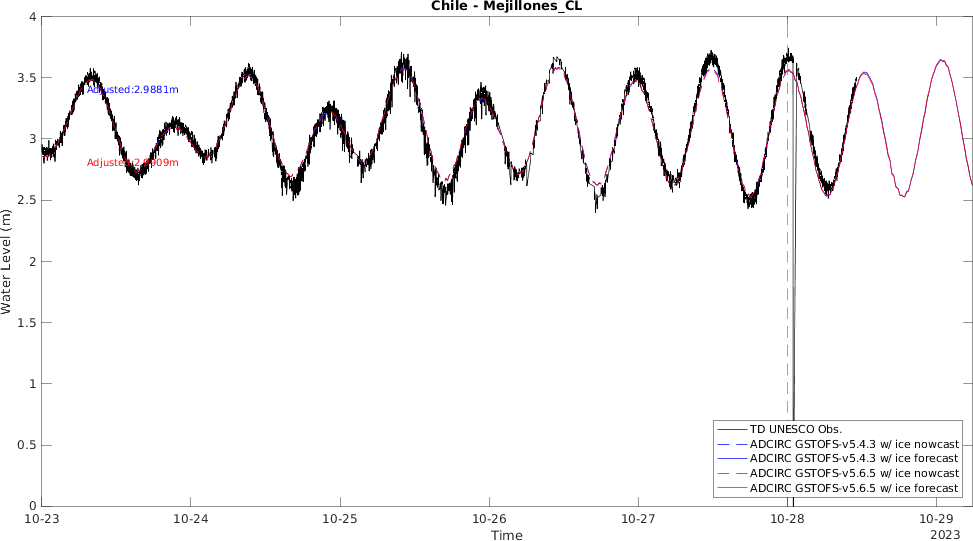 Chile - Mejillones_CL
4
3.5
3
2.5
2
1.5
1
0.5
0
Water Level (m)
Adjusted:2.9881m
TD UNESCO Obs.
ADCIRC GSTOFS-v5.4.3 w/ ice nowcast
ADCIRC GSTOFS-v5.4.3 w/ ice forecast
ADCIRC GSTOFS-v5.6.5 w/ ice nowcast
ADCIRC GSTOFS-v5.6.5 w/ ice forecast
10-23
10-24
10-25
10-26
10-27
10-28
10-29
Time
2023